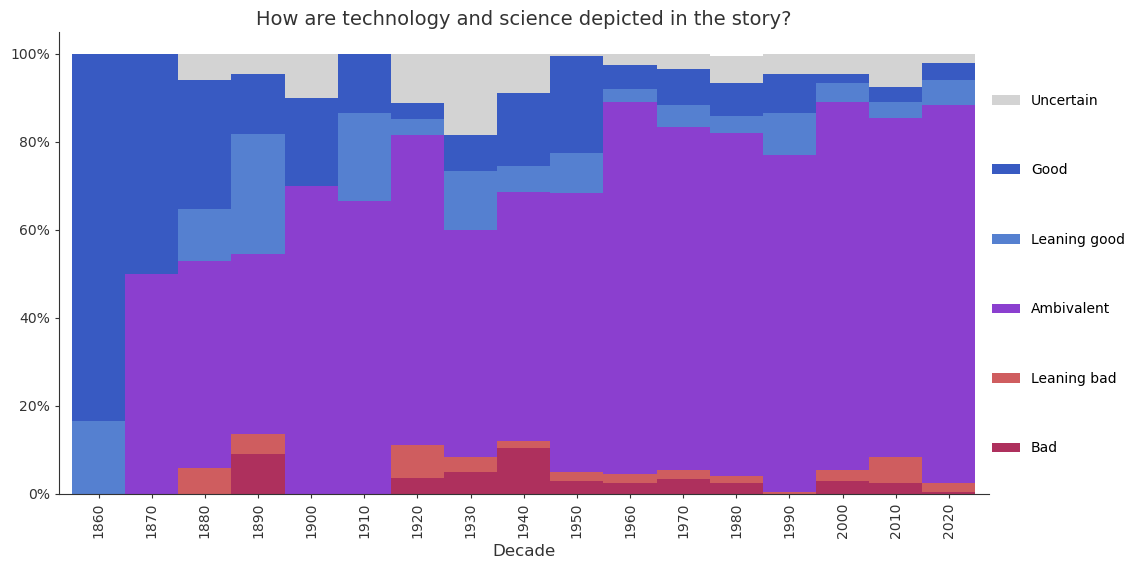 How are technology and science depicted in the story?
100%
80%
60%
40%
20%
0%
1860
1870
1880
1890
1900
1910
1920
1930
1940
1950
1960
1970
1980
1990
2000
2010
2020
Decade
Uncertain
Good
Leaning good
Ambivalent
Leaning bad
Bad